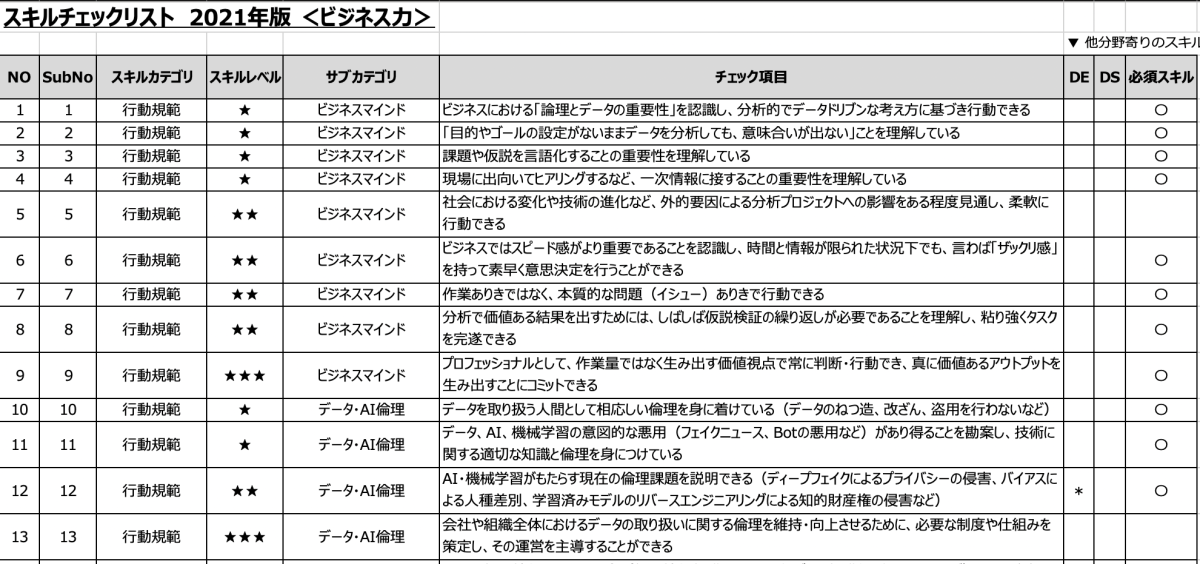 スキルチェックリスト　2021年版 ＜ビジネス力＞
▼ 他分野寄りのスキル
NO SubNo スキルカテゴリ スキルレベル サブカテゴリ チェック項目 DE DS 必須スキル
1 1 行動規範 ★ ビジネスマインド ビジネスにおける「論理とデータの重要性」を認識し、分析的でデータドリブンな考え方に基づき行動できる ○
2 2 行動規範 ★ ビジネスマインド 「目的やゴールの設定がないままデータを分析しても、意味合いが出ない」ことを理解している ○
3 3 行動規範 ★ ビジネスマインド 課題や仮説を言語化することの重要性を理解している ○
4 4 行動規範 ★ ビジネスマインド 現場に出向いてヒアリングするなど、一次情報に接することの重要性を理解している ○
5 5 行動規範 ★★ ビジネスマインド 社会における変化や技術の進化など、外的要因による分析プロジェクトへの影響をある程度見通し、柔軟に
行動できる
6 6 行動規範 ★★ ビジネスマインド ビジネスではスピード感がより重要であることを認識し、時間と情報が限られた状況下でも、言わば「ザックリ感」
を持って素早く意思決定を行うことができる ○
7 7 行動規範 ★★ ビジネスマインド 作業ありきではなく、本質的な問題（イシュー）ありきで行動できる ○
8 8 行動規範 ★★ ビジネスマインド 分析で価値ある結果を出すためには、しばしば仮説検証の繰り返しが必要であることを理解し、粘り強くタスク
を完遂できる ○
9 9 行動規範 ★★★ ビジネスマインド プロフェッショナルとして、作業量ではなく生み出す価値視点で常に判断・行動でき、真に価値あるアウトプットを
生み出すことにコミットできる ○
10 10 行動規範 ★ データ・AI倫理 データを取り扱う人間として相応しい倫理を身に着けている（データのねつ造、改ざん、盗用を行わないなど） ○
11 11 行動規範 ★ データ・AI倫理 データ、AI、機械学習の意図的な悪用（フェイクニュース、Botの悪用など）があり得ることを勘案し、技術に
関する適切な知識と倫理を身につけている ○
12 12 行動規範 ★★ データ・AI倫理 AI・機械学習がもたらす現在の倫理課題を説明できる（ディープフェイクによるプライバシーの侵害、バイアスに
よる人種差別、学習済みモデルのリバースエンジニアリングによる知的財産権の侵害など） * ○
13 13 行動規範 ★★★ データ・AI倫理 会社や組織全体におけるデータの取り扱いに関する倫理を維持・向上させるために、必要な制度や仕組みを
策定し、その運営を主導することができる